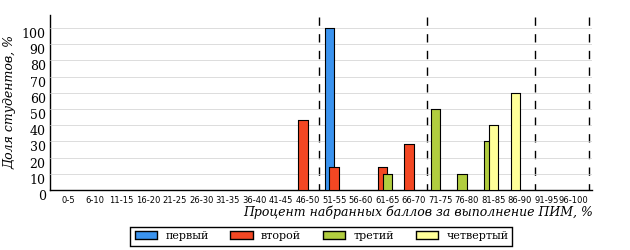 Доля студентов, %
100
90
80
70
60
50
40
30
20
10
0
0-5 6-10 11-15 16-20 21-25 26-30 31-35 36-40 41-45 46-50 51-55 56-60 61-65 66-70 71-75 76-80 81-85 86-90 91-95 96-100
Процент набранных баллов за выполнение ПИМ, %
первый второй третий четвертый